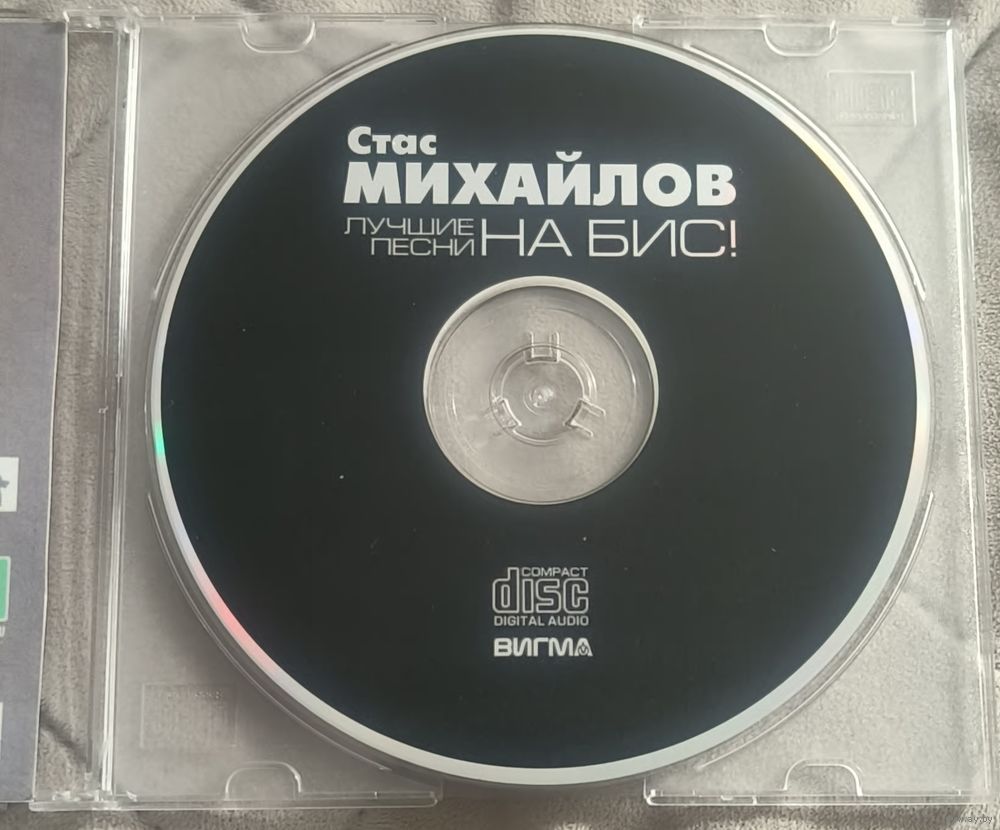 Стас
МИХАЙЛОВ
ЛУЧШИЕ
ПЕСНИ НА БИС!
COMPACT
disc
DIGITAL AUDIO
ВИГМА